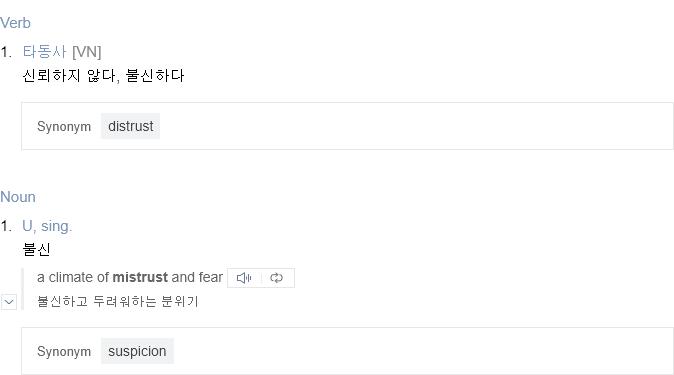 Verb
1. 타동사 [VN]
신뢰하지 않다, 불신하다
Synonym distrust
Noun
1. U, sing.
불신
a climate of mistrust and fear
불신하고 두려워하는 분위기
Synonym suspicion